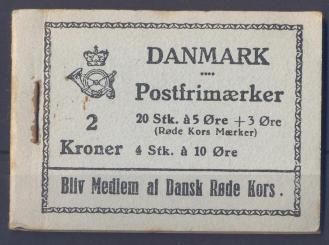 DANMARK
Postfrimærker
2
Kroner
20 Stk. à 5 Øre + 3 Øre
(Røde Kors Mærker)
4 Stk. à 10 Øre
Bliv Medlem af Dansk Røde Kors.